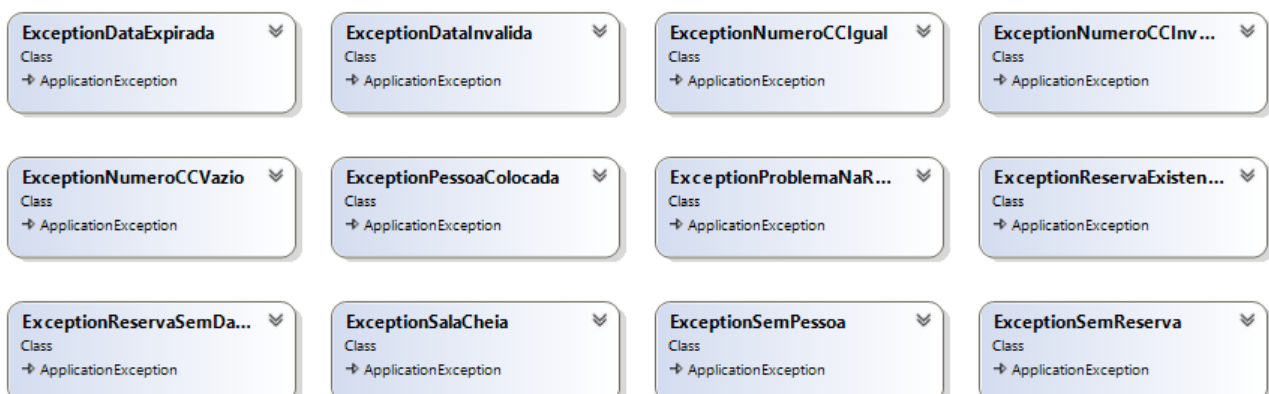 ExceptionDataExpirada
Class
ApplicationException
ExceptionDataInvalida
Class
ApplicationException
ExceptionNumeroCCIgual
Class
ApplicationException
ExceptionNumeroCCInv...
Class
ApplicationException
ExceptionNumeroCCVazio
Class
ApplicationException
ExceptionPessoaColocada
Class
ApplicationException
ExceptionProblemaNaR...
Class
ApplicationException
ExceptionReservaExisten...
Class
ApplicationException
ExceptionReservaSemDa...
Class
ApplicationException
ExceptionSalaCheia
Class
ApplicationException
ExceptionSemPessoa
Class
ApplicationException
ExceptionSemReserva
Class
ApplicationException